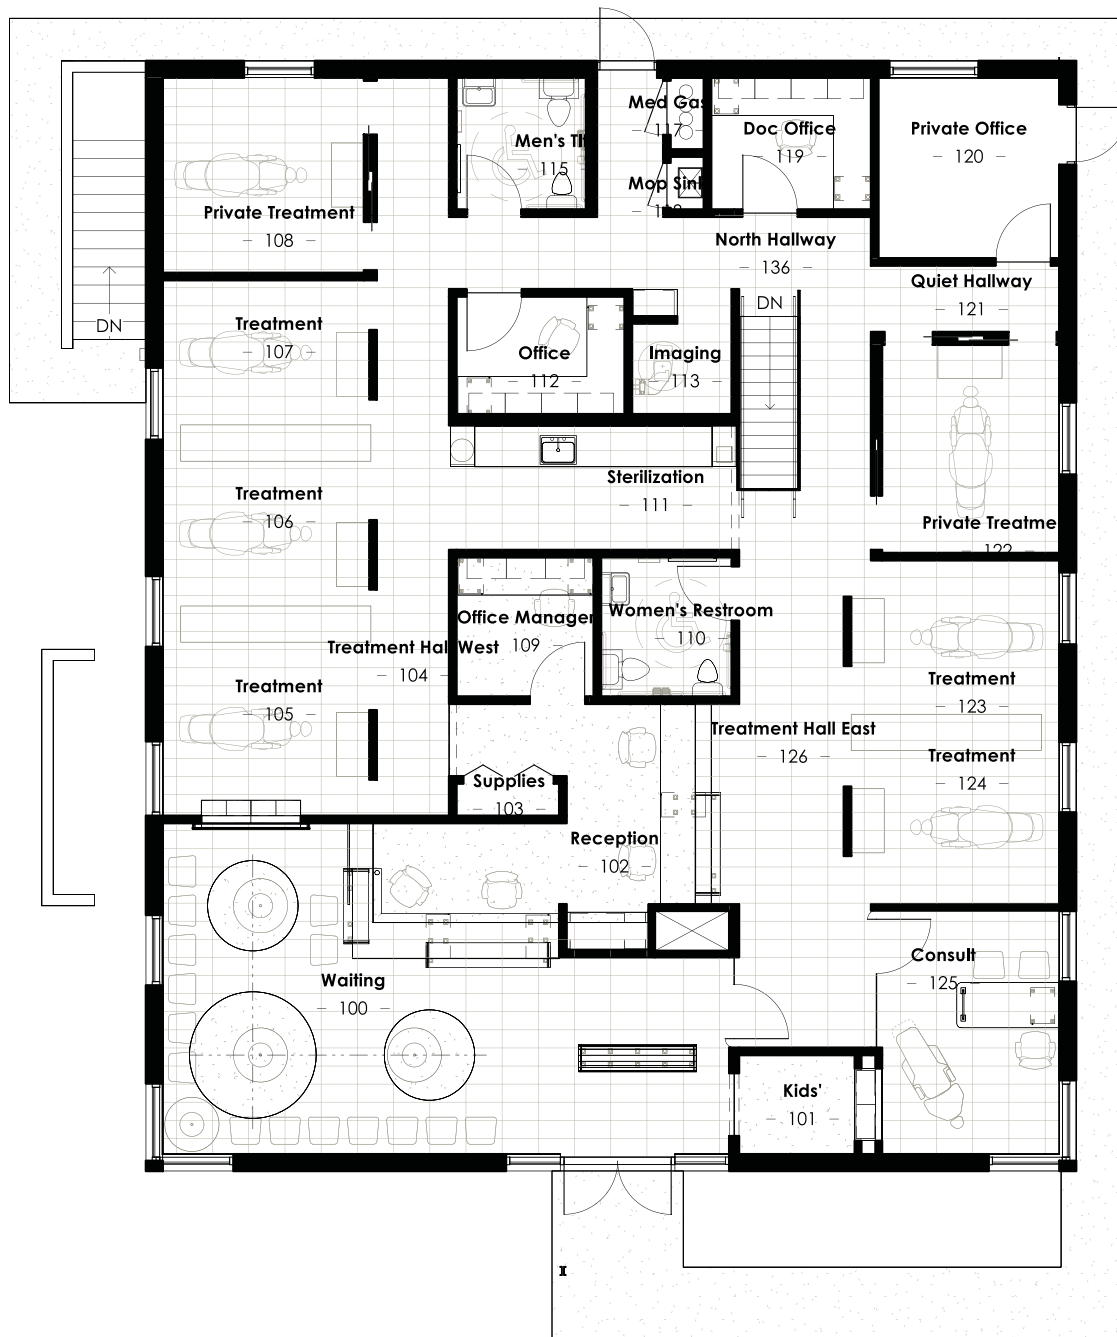 Med Gas
117
Men's Tlt
115
Doc Office
119
Private Office
120
Mop Sink
Private Treatment
108
North Hallway
136
Quiet Hallway
121
DN
DN
Treatment
107
Office
112
Imaging
113
Sterilization
111
Treatment
106
Private Treatme
122
Office Manager
109
Women's Restroom
110
Treatment Hall West
104
Treatment
105
Treatment
123
Treatment Hall East
126
Treatment
124
Supplies
103
Reception
102
Waiting
100
Consult
125
Kids'
101
I